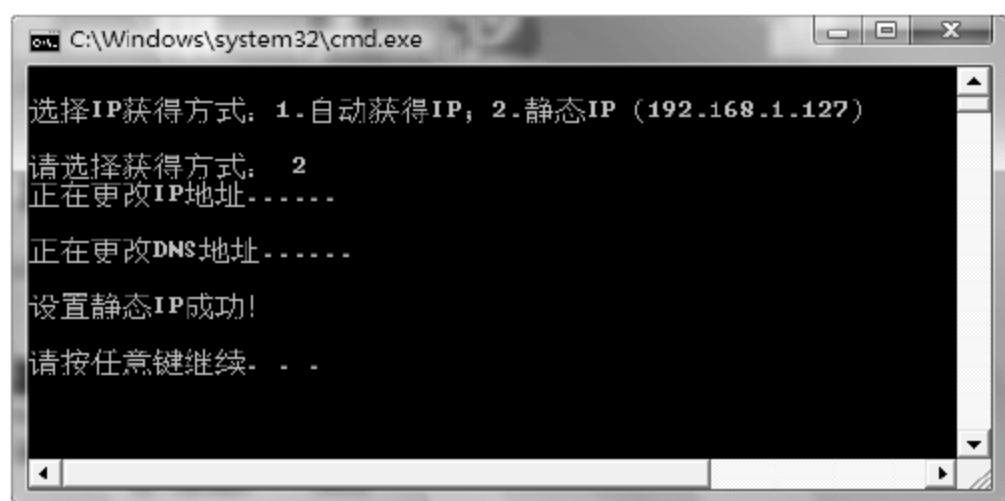 C:\Windows\system32\cmd.exe
选择IP获得方式：1.自动获得IP；2.静态IP（192.168.1.127）
请选择获得方式： 2
正在更改IP地址......
正在更改DNS地址......
设置静态IP成功!
请按任意键继续. . .